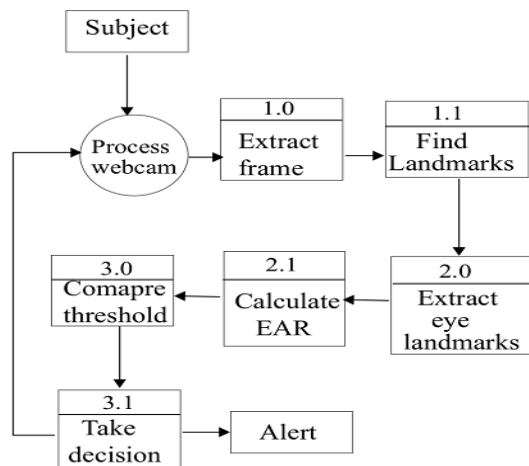 Subject
Process
webcam
1.0
Extract
frame
1.1
Find
Landmarks
2.0
Extract
eye
landmarks
2.1
Calculate
EAR
3.0
Comapre
threshold
3.1
Take
decision
Alert